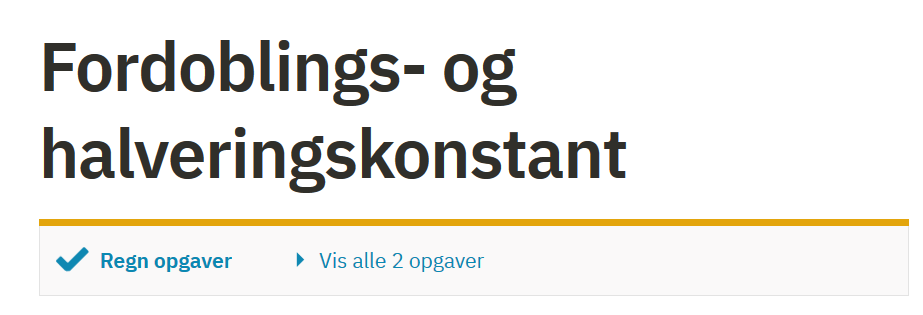 Fordoblings- og
halveringskonstant
Regn opgaver
Vis alle 2 opgaver